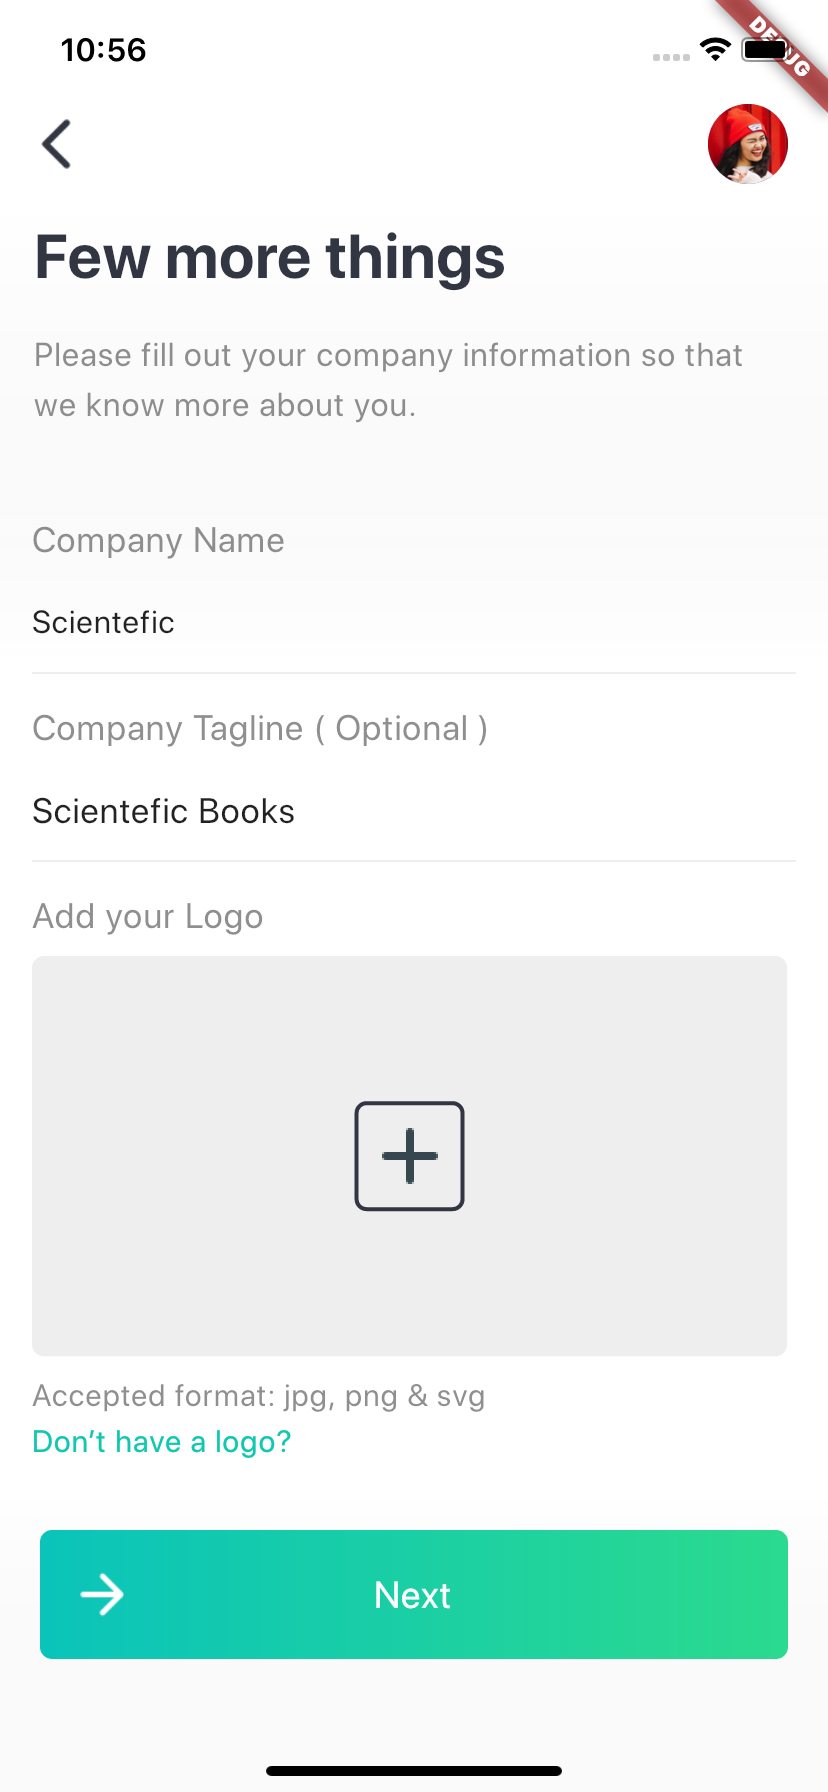 10:56
DEBUG
Few more things
Please fill out your company information so that
we know more about you.
Company Name
Scientefic
Company Tagline ( Optional )
Scientefic Books
Add your Logo
Accepted format: jpg, png & svg
Don’t have a logo?
Next